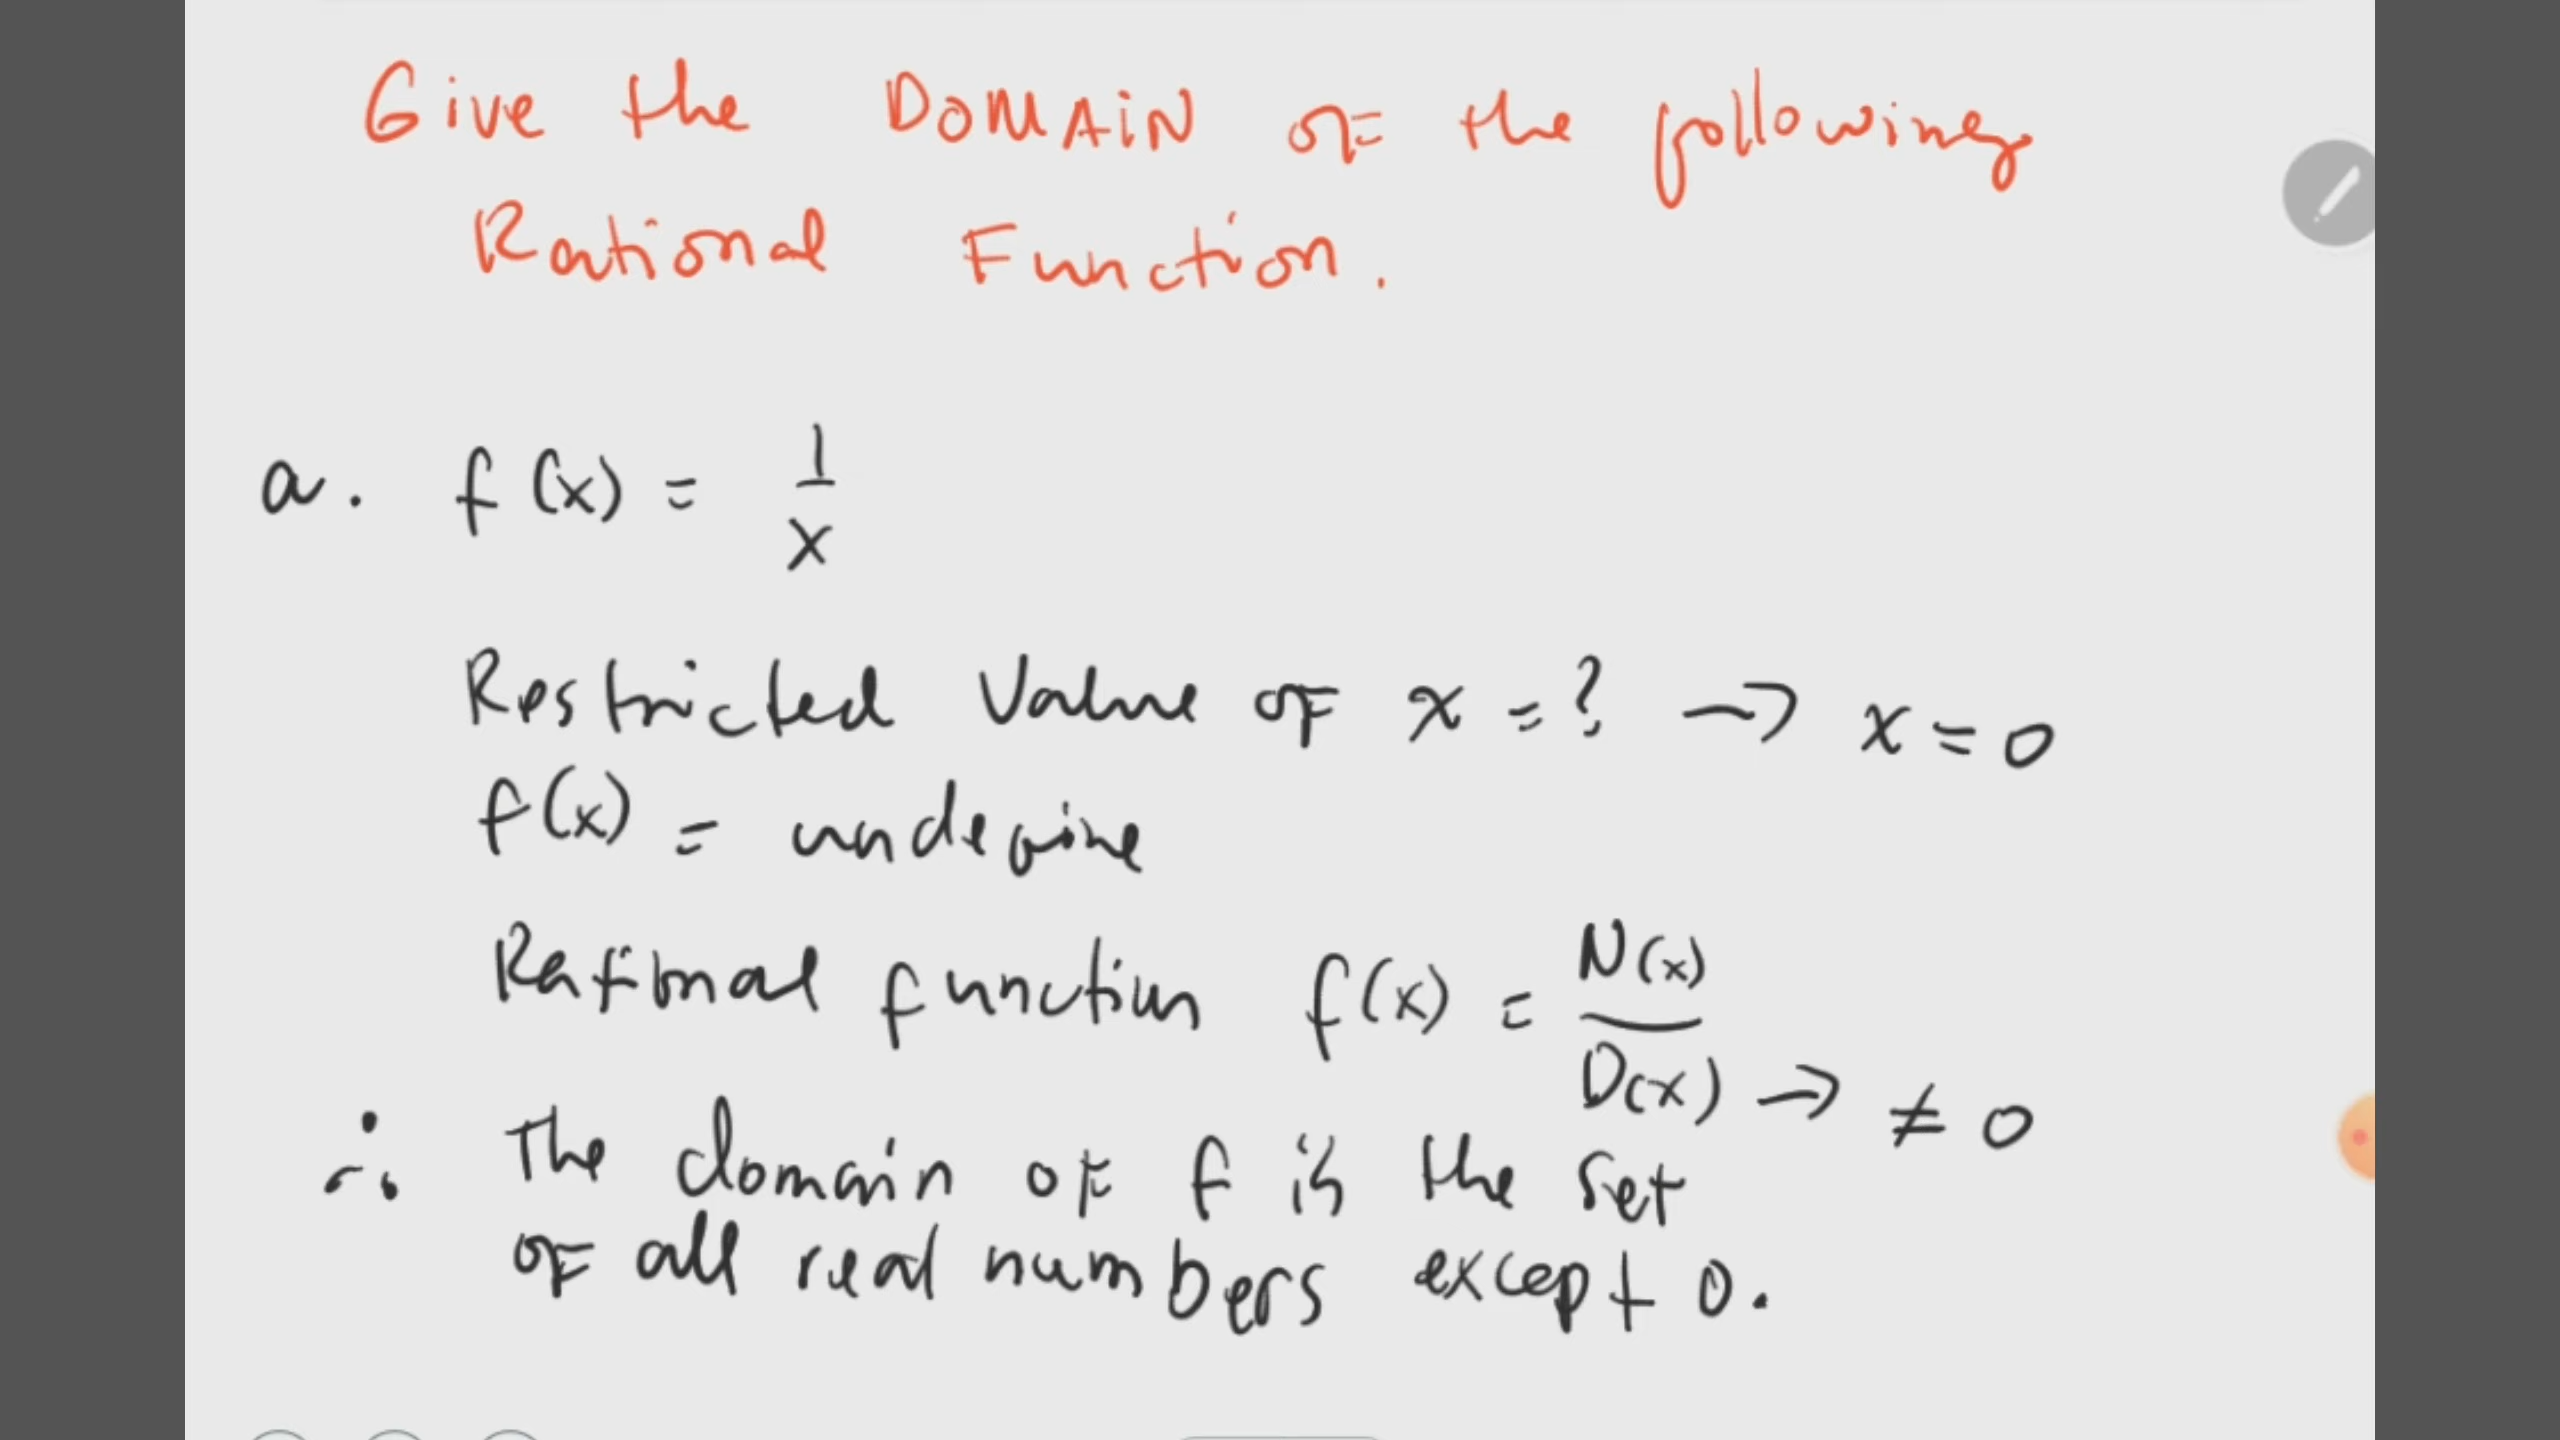 Give the DOMAIN OF the following
Rational Function.
a. f(x) = 1/x
Restricted Value OF x = ? → x = 0
f(x) = undefine
Rational function f(x) = N(x)/D(x) → ≠ 0
∴ The domain OF f is the set
OF all real numbers except 0.